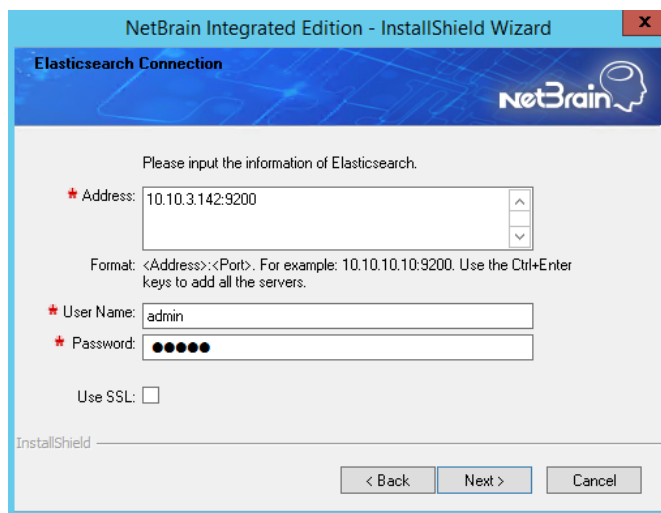 NetBrain Integrated Edition - InstallShield Wizard
x
Elasticsearch Connection
NetBrain
Please input the information of Elasticsearch.
* Address: 10.10.3.142:9200
Format: <Address>:<Port>. For example: 10.10.10.10:9200. Use the Ctrl+Enter
keys to add all the servers.
* User Name: admin
* Password: ●●●●●
Use SSL:
InstallShield
< Back Next > Cancel